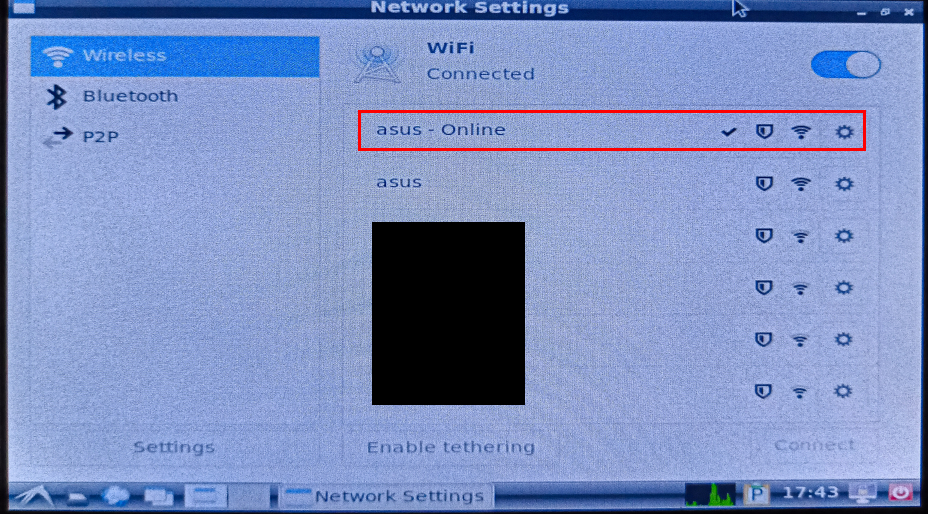 Network Settings
Wireless
Bluetooth
P2P
WiFi
Connected
asus - Online
asus
Settings
Enable tethering
Connect
Network Settings
P
17:43